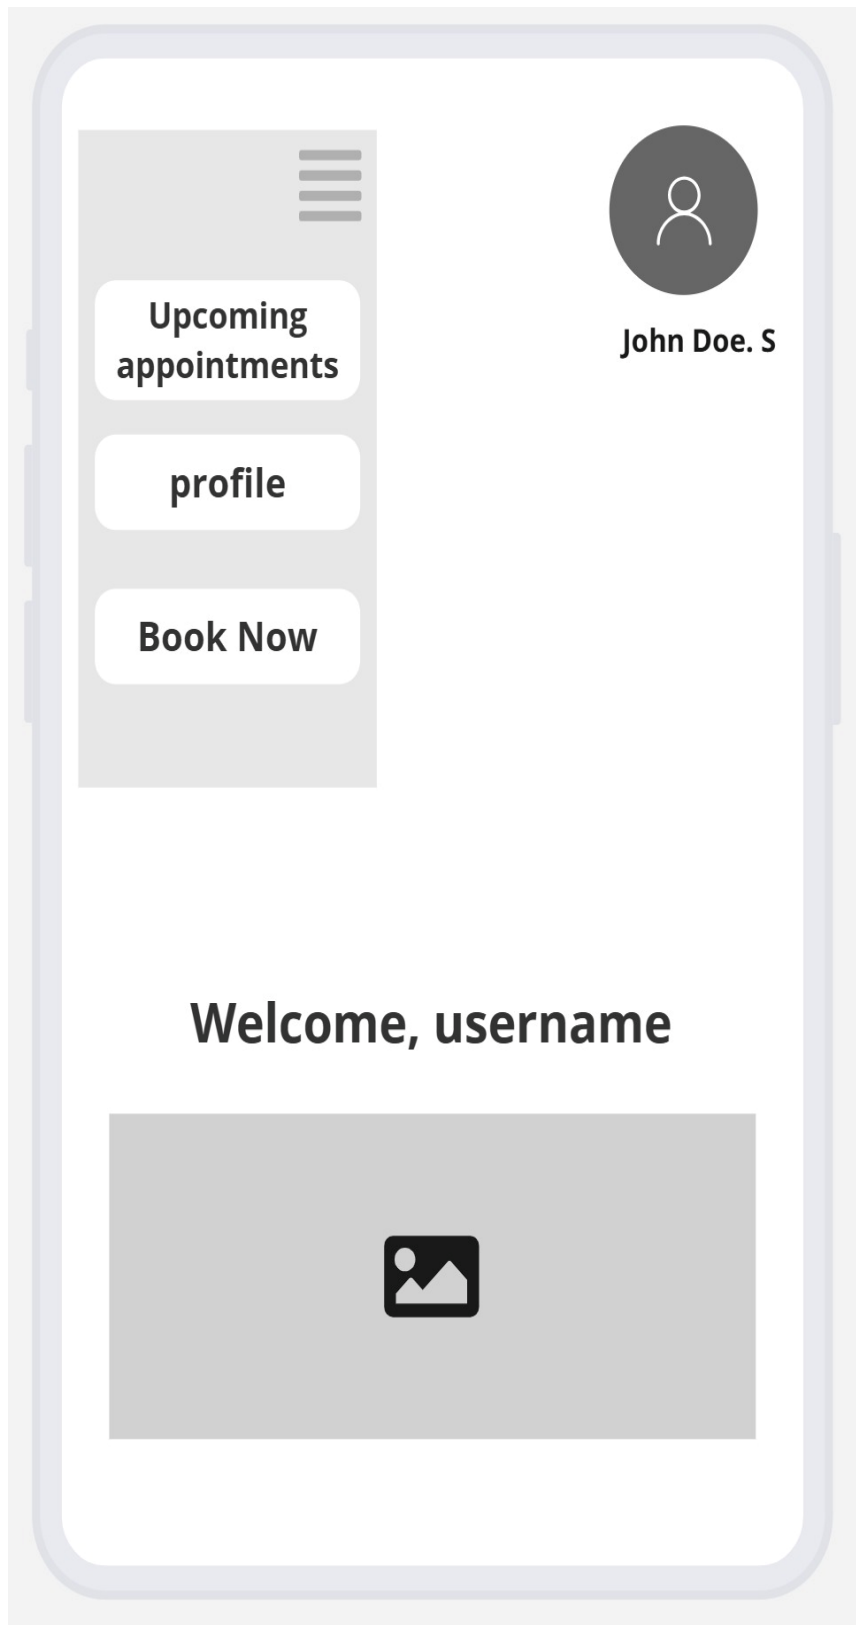 John Doe. S
Upcoming
appointments
profile
Book Now
Welcome, username